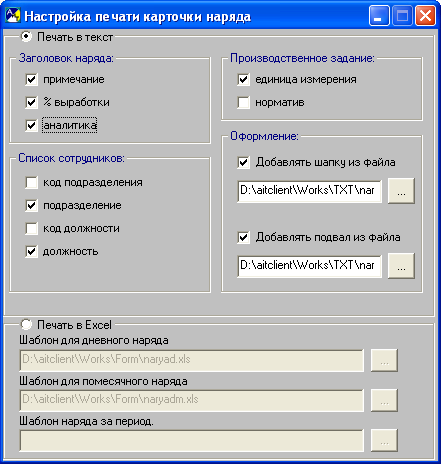 Настройка печати карточки наряда
Печать в текст
Заголовок наряда:
примечание
% выработки
аналитика
Список сотрудников:
код подразделения
подразделение
код должности
должность
Производственное задание:
единица измерения
норматив
Оформление:
Добавлять шапку из файла
D:\aitclient\Works\TXT\nar
...
Добавлять подвал из файла
D:\aitclient\Works\TXT\nar
...
Печать в Excel
Шаблон для дневного наряда
D:\aitclient\Works\Form\naryad.xls
...
Шаблон для помесячного наряда
D:\aitclient\Works\Form\naryadm.xls
...
Шаблон наряда за период.
...